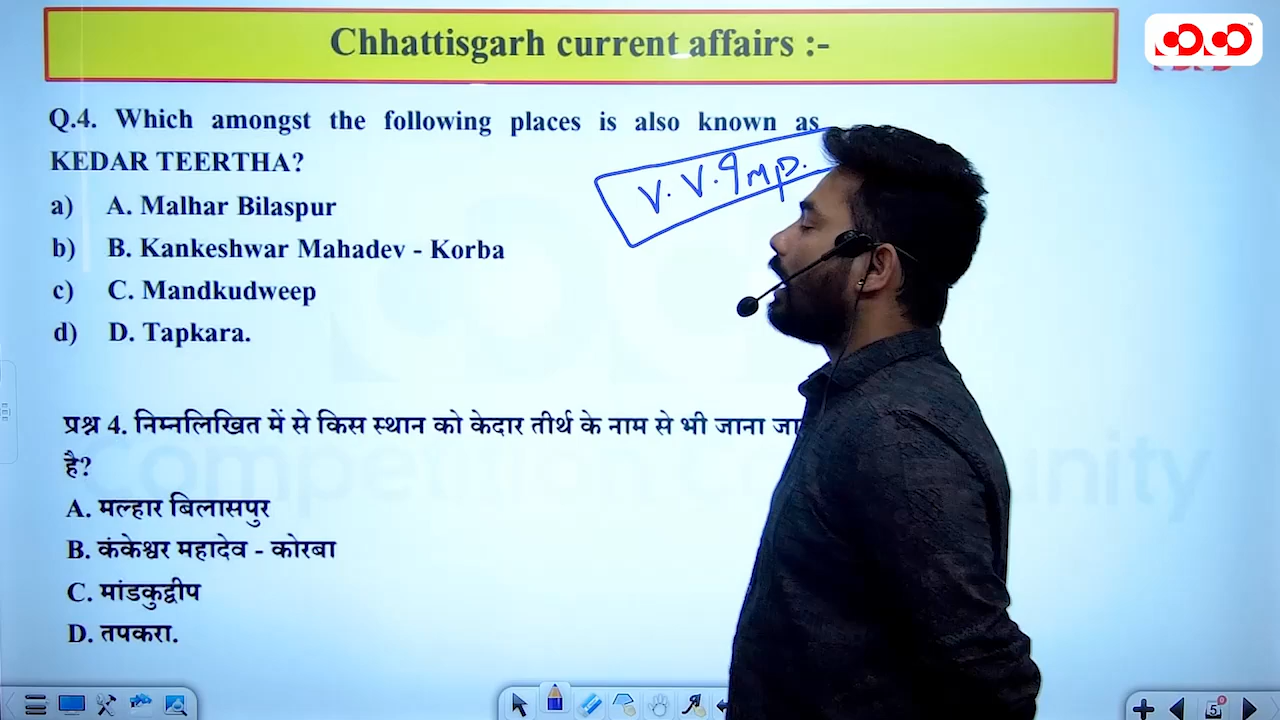 Chhattisgarh current affairs :-
Q.4. Which amongst the following places is also known as
KEDAR TEERTHA?
V. V. Imp.
a) A. Malhar Bilaspur
b) B. Kankeshwar Mahadev - Korba
c) C. Mandkudweep
d) D. Tapkara.
प्रश्न 4. निम्नलिखित में से किस स्थान को केदार तीर्थ के नाम से भी जाना जा
है?
A. मल्हार बिलासपुर
B. कंकेश्वर महादेव - कोरबा
C. मांडकुद्वीप
D. तपकरा.
5